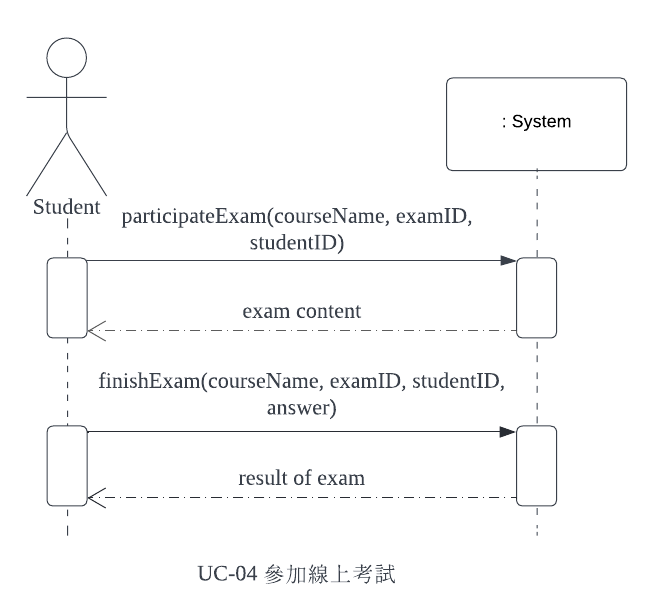 : System
Student
participateExam(courseName, examID,
studentID)
exam content
finishExam(courseName, examID, studentID,
answer)
result of exam
UC-04 參加線上考試